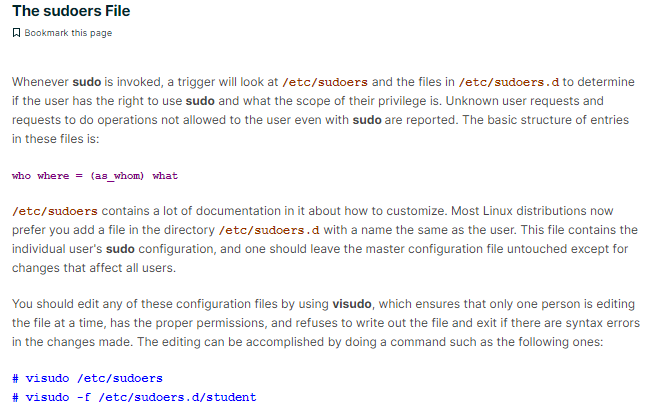 The sudoers File
Bookmark this page
Whenever sudo is invoked, a trigger will look at /etc/sudoers and the files in /etc/sudoers.d to determine
if the user has the right to use sudo and what the scope of their privilege is. Unknown user requests and
requests to do operations not allowed to the user even with sudo are reported. The basic structure of entries
in these files is:
who where = (as_whom) what
/etc/sudoers contains a lot of documentation in it about how to customize. Most Linux distributions now
prefer you add a file in the directory /etc/sudoers.d with a name the same as the user. This file contains the
individual user's sudo configuration, and one should leave the master configuration file untouched except for
changes that affect all users.
You should edit any of these configuration files by using visudo, which ensures that only one person is editing
the file at a time, has the proper permissions, and refuses to write out the file and exit if there are syntax errors
in the changes made. The editing can be accomplished by doing a command such as the following ones:
# visudo /etc/sudoers
# visudo -f /etc/sudoers.d/student